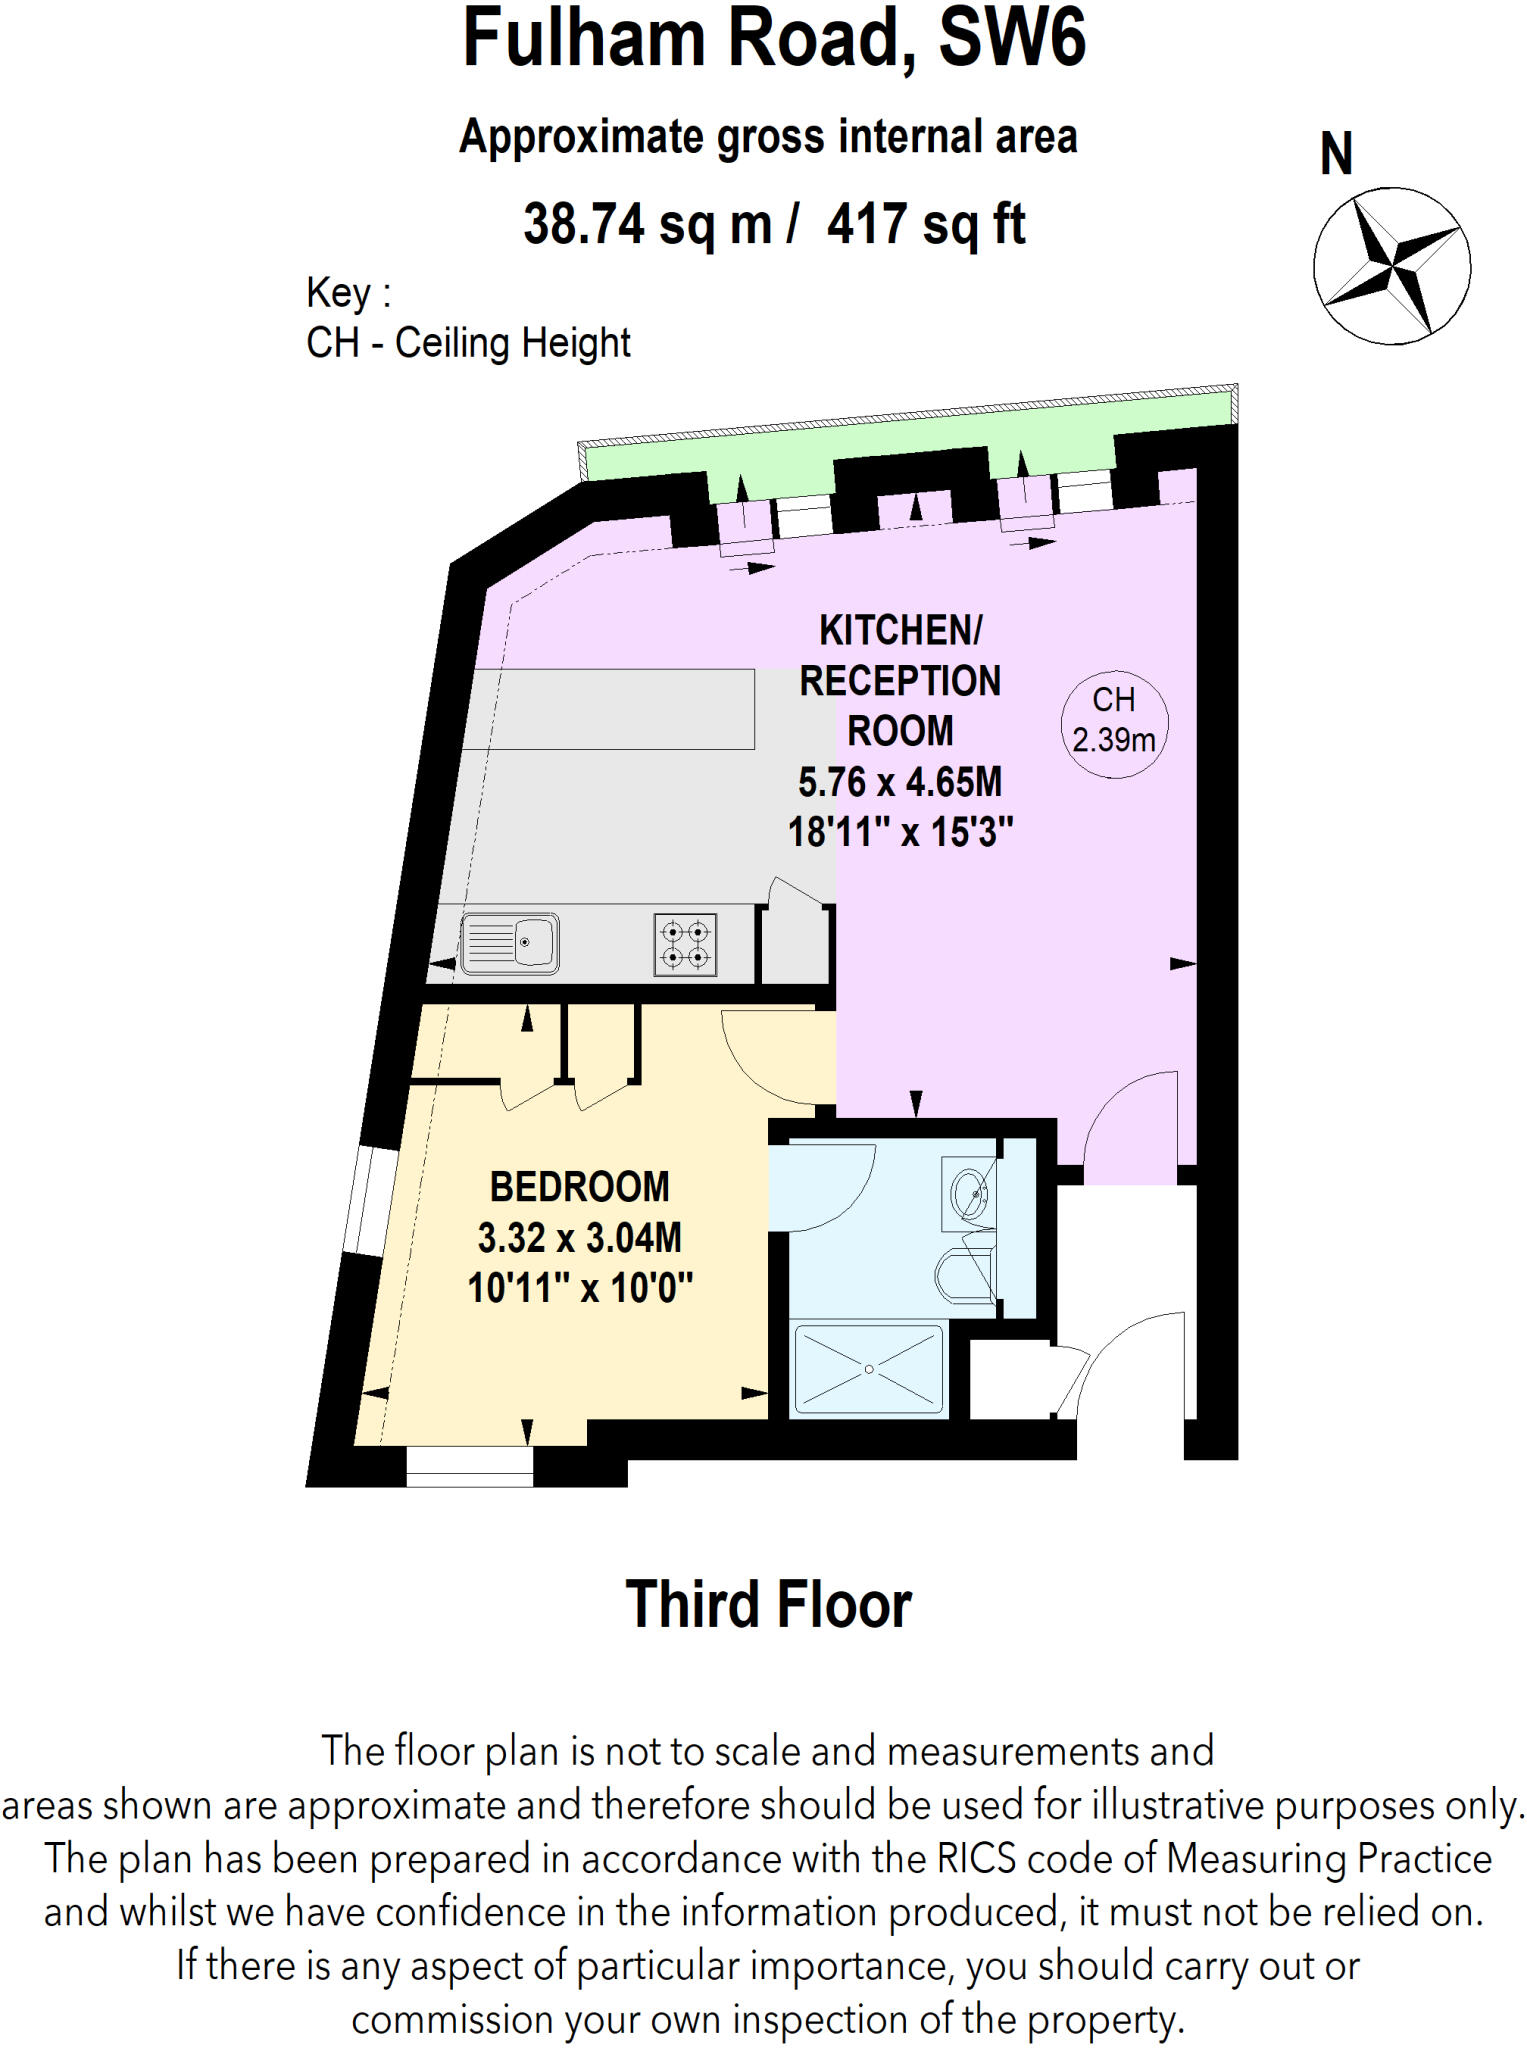 Fulham Road, SW6
Approximate gross internal area
38.74 sq m /  417 sq ft
N
Key :
CH - Ceiling Height
KITCHEN/
RECEPTION
ROOM
5.76 x 4.65M
18'11" x 15'3"
CH
2.39m
BEDROOM
3.32 x 3.04M
10'11" x 10'0"
Third Floor
The floor plan is not to scale and measurements and
areas shown are approximate and therefore should be used for illustrative purposes only.
The plan has been prepared in accordance with the RICS code of Measuring Practice
and whilst we have confidence in the information produced, it must not be relied on.
If there is any aspect of particular importance, you should carry out or
commission your own inspection of the property.